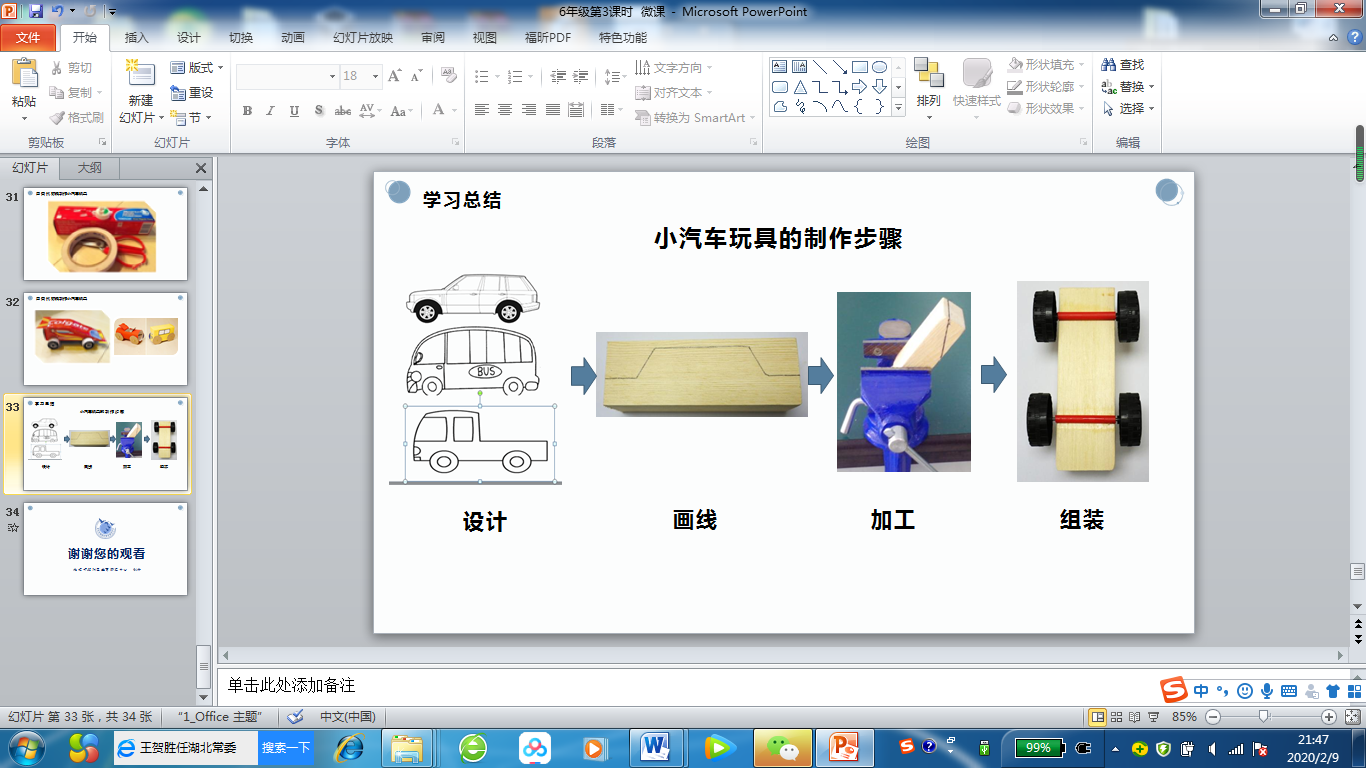 6年级第3课时 微课 - Microsoft PowerPoint
文件 开始 插入 设计 切换 动画 幻灯片放映 审阅 视图 福昕PDF 特色功能
粘贴 剪切 复制 格式刷
新建 幻灯片 版式 重设 节
18
B I U S abc AV Aa A
文字方向 对齐文本 转换为 SmartArt
排列 快速样式 形状填充 形状轮廓 形状效果
查找 替换 选择
剪贴板 幻灯片 字体 段落 绘图 编辑
幻灯片 大纲
31
32
33
34
谢谢您的观看
学习总结
小汽车玩具的制作步骤
BUS
设计 画线 加工 组装
单击此处添加备注
中
幻灯片 第 33 张，共 34 张 "1_Office 主题" 中文(中国) 85%
王贺胜任湖北常委 搜索一下
99%
21:47
2020/2/9